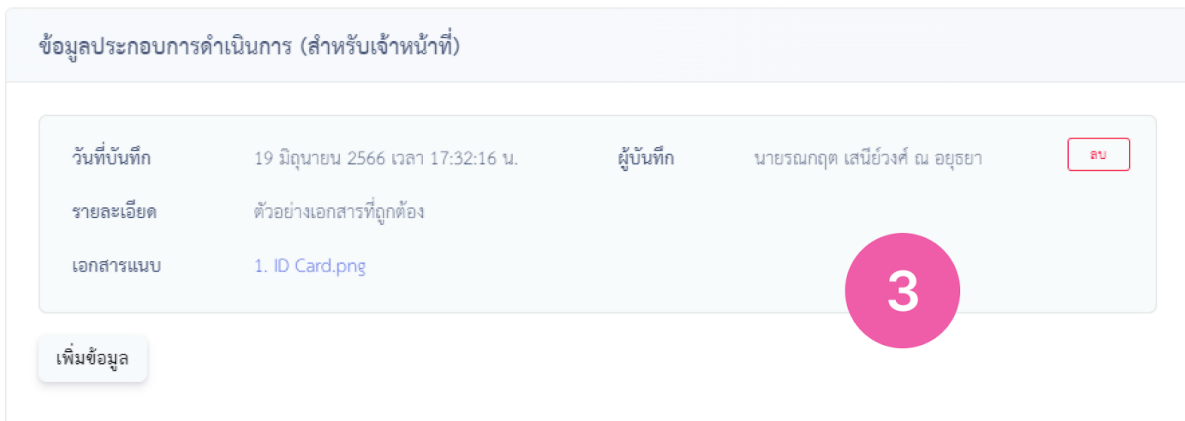 ข้อมูลประกอบการดำเนินการ (สำหรับเจ้าหน้าที่)
วันที่บันทึก 19 มิถุนายน 2566 เวลา 17:32:16 น. ผู้บันทึก นายรณกฤต เสนีย์วงศ์ ณ อยุธยา ลบ
รายละเอียด ตัวอย่างเอกสารที่ถูกต้อง
เอกสารแนบ 1. ID Card.png
3
เพิ่มข้อมูล